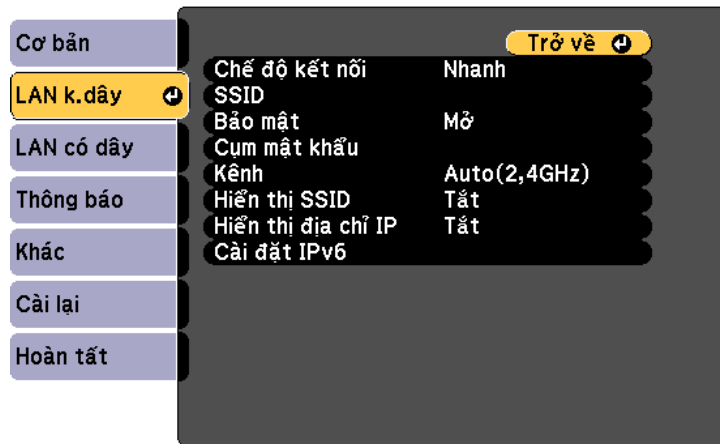 Cơ bản
LAN k.dây
LAN có dây
Thông báo
Khác
Cài lại
Hoàn tất
Trở về
Chế độ kết nối Nhanh
SSID
Bảo mật Mở
Cụm mật khẩu
Kênh Auto(2,4GHz)
Hiển thị SSID Tắt
Hiển thị địa chỉ IP Tắt
Cài đặt IPv6